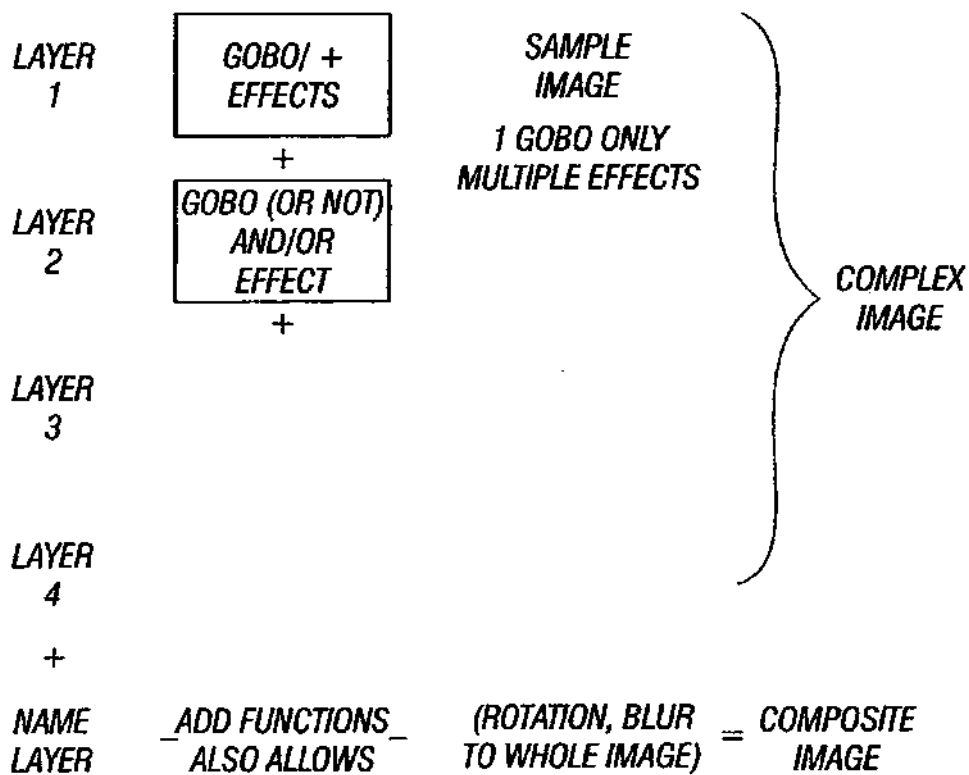 LAYER
1
GOBO/ +
EFFECTS
SAMPLE
IMAGE
1 GOBO ONLY
MULTIPLE EFFECTS
+
LAYER
2
GOBO (OR NOT)
AND/OR
EFFECT
+
COMPLEX
IMAGE
LAYER
3
LAYER
4
+
NAME
LAYER
_ADD FUNCTIONS_
ALSO ALLOWS
(ROTATION, BLUR
TO WHOLE IMAGE)
=
COMPOSITE
IMAGE